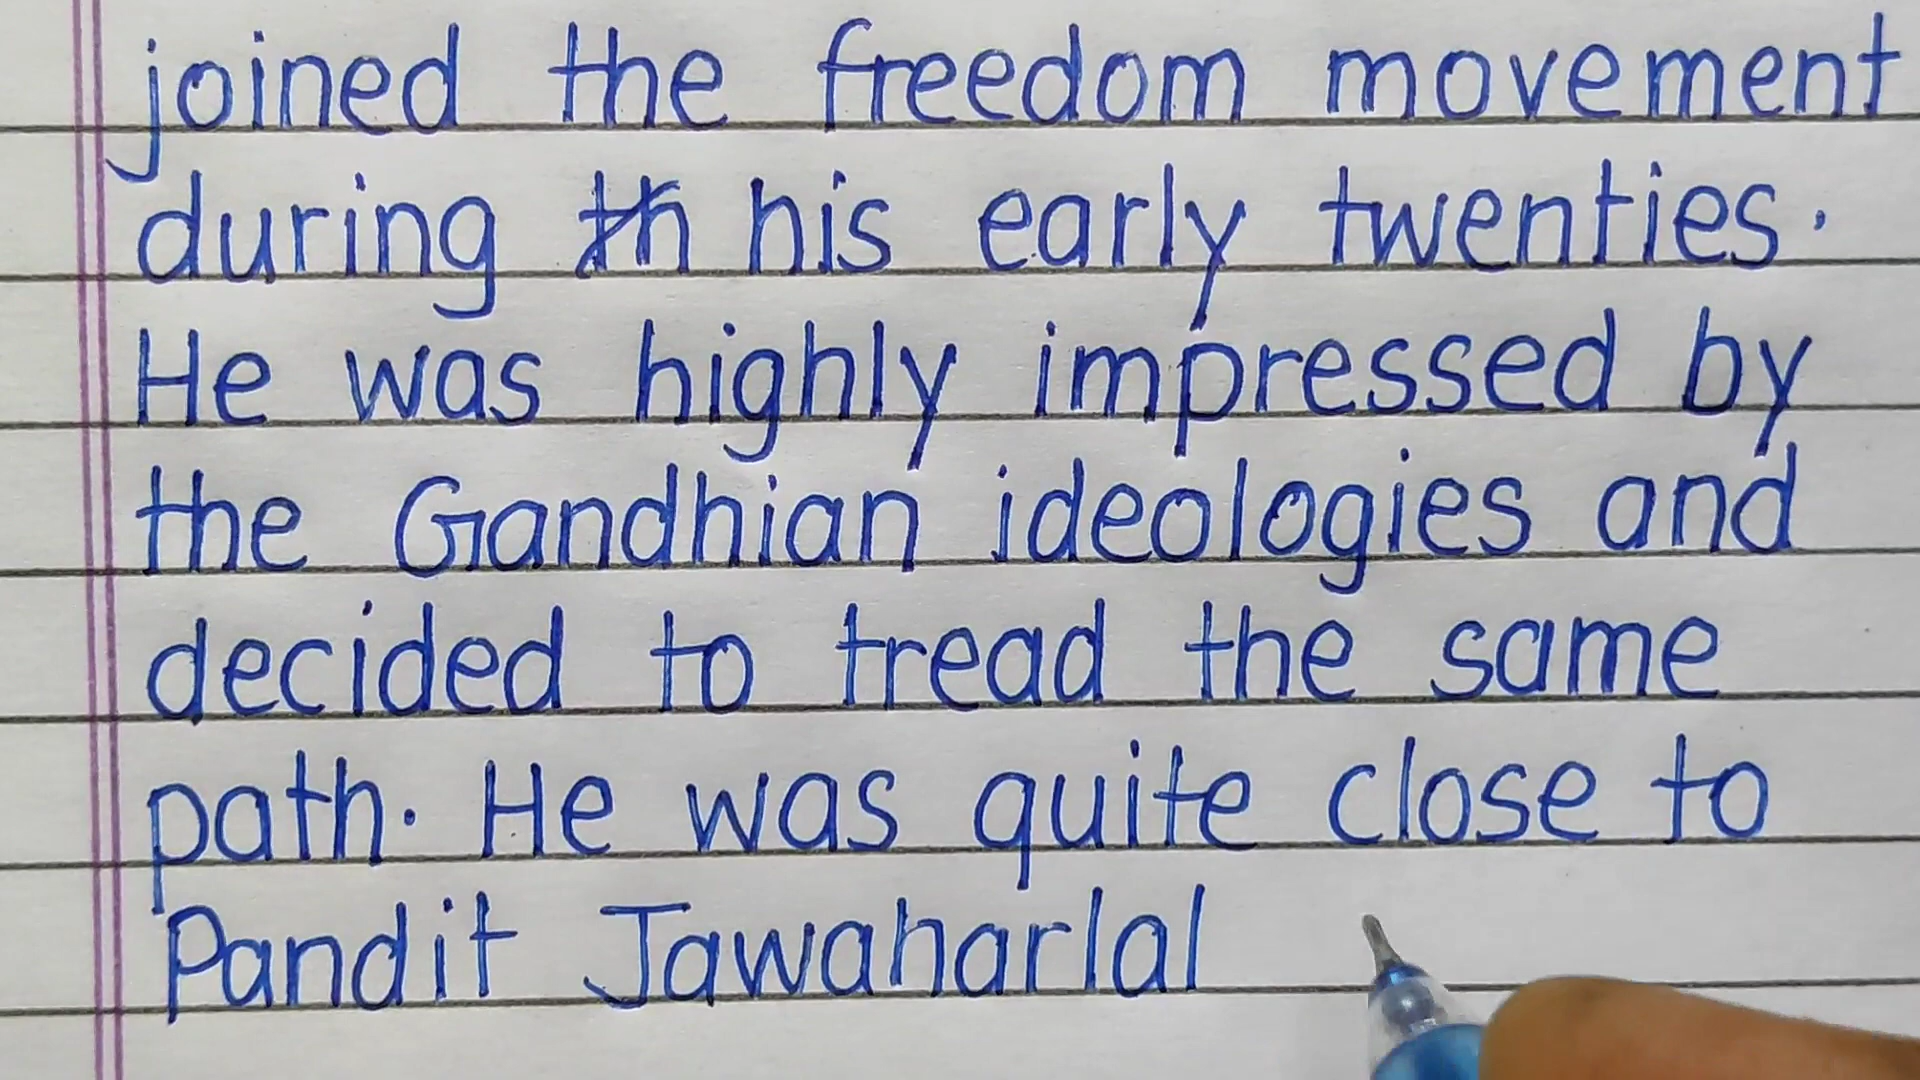 joined the freedom movement
during th his early twenties.
He was highly impressed by
the Gandhian ideologies and
decided to tread the same
path. He was quite close to
Pandit Jawaharlal